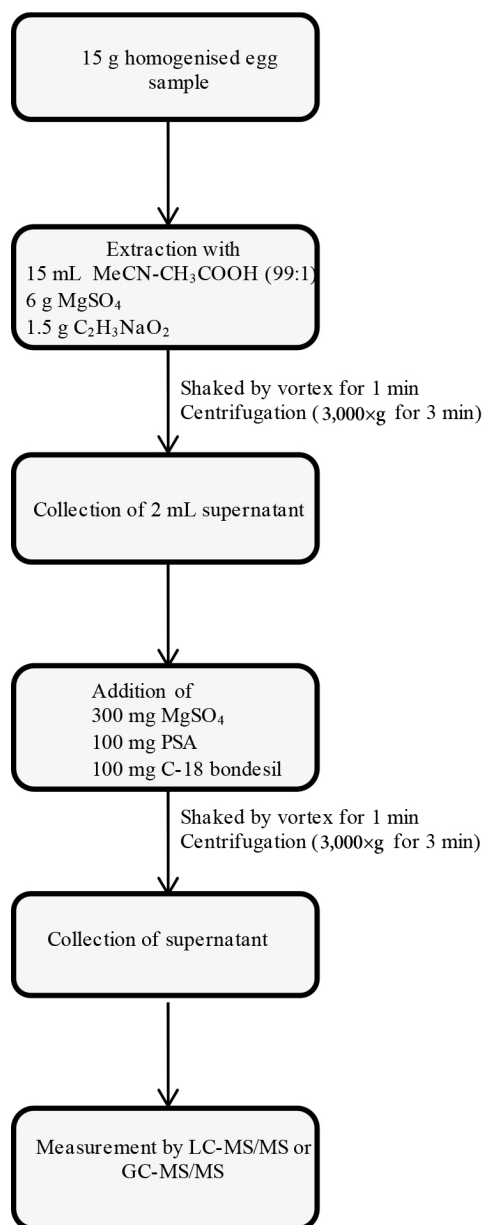 15 g homogenised egg
sample
Extraction with
15 mL MeCN-CH₃COOH (99:1)
6 g MgSO₄
1.5 g C₂H₃NaO₂
Shaked by vortex for 1 min
Centrifugation (3,000×g for 3 min)
Collection of 2 mL supernatant
Addition of
300 mg MgSO₄
100 mg PSA
100 mg C-18 bondesil
Shaked by vortex for 1 min
Centrifugation (3,000×g for 3 min)
Collection of supernatant
Measurement by LC-MS/MS or
GC-MS/MS